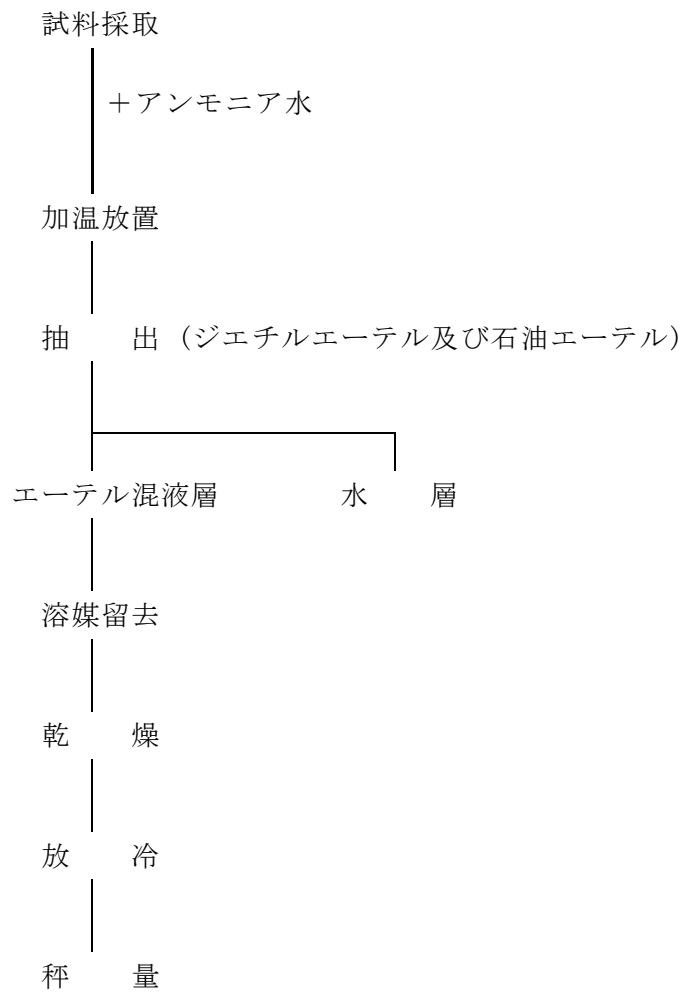 試料採取
＋アンモニア水
加温放置
抽　　出（ジエチルエーテル及び石油エーテル）
エーテル混液層　　　　水　　層
溶媒留去
乾　　燥
放　　冷
秤　　量